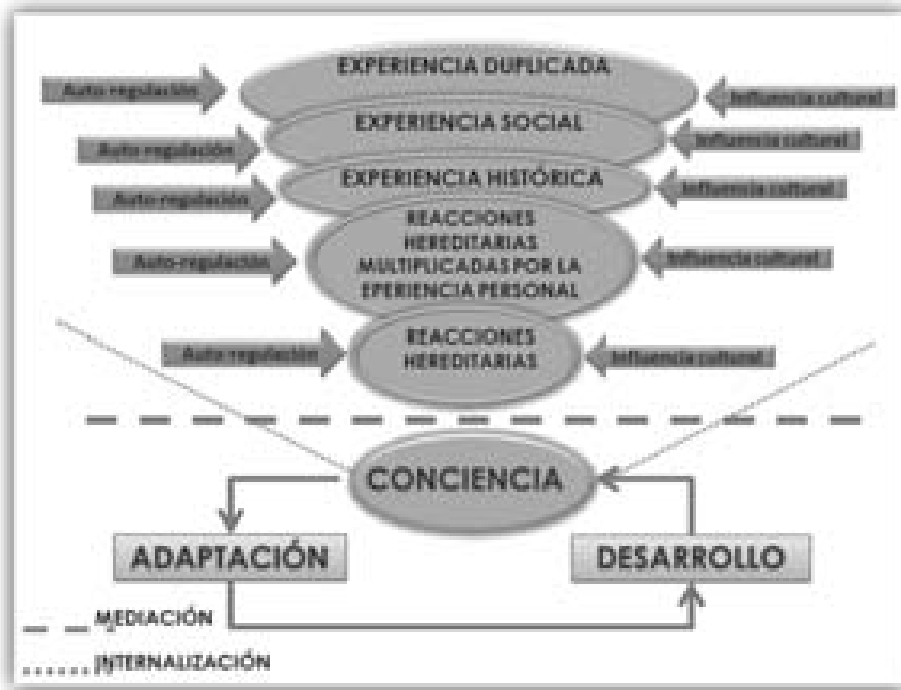 EXPERIENCIA DUPLICADA
Auto regulación
Influencia cultural
EXPERIENCIA SOCIAL
Auto regulación
Influencia cultural
EXPERIENCIA HISTÓRICA
Auto regulación
Influencia cultural
REACCIONES
HEREDITARIAS
MULTIPLICADAS POR LA
EPERIENCIA PERSONAL
Auto-regulación
Influencia cultural
REACCIONES
HEREDITARIAS
Auto regulación
Influencia cultural
CONCIENCIA
ADAPTACIÓN
DESARROLLO
MEDIACIÓN
INTERNALIZACIÓN